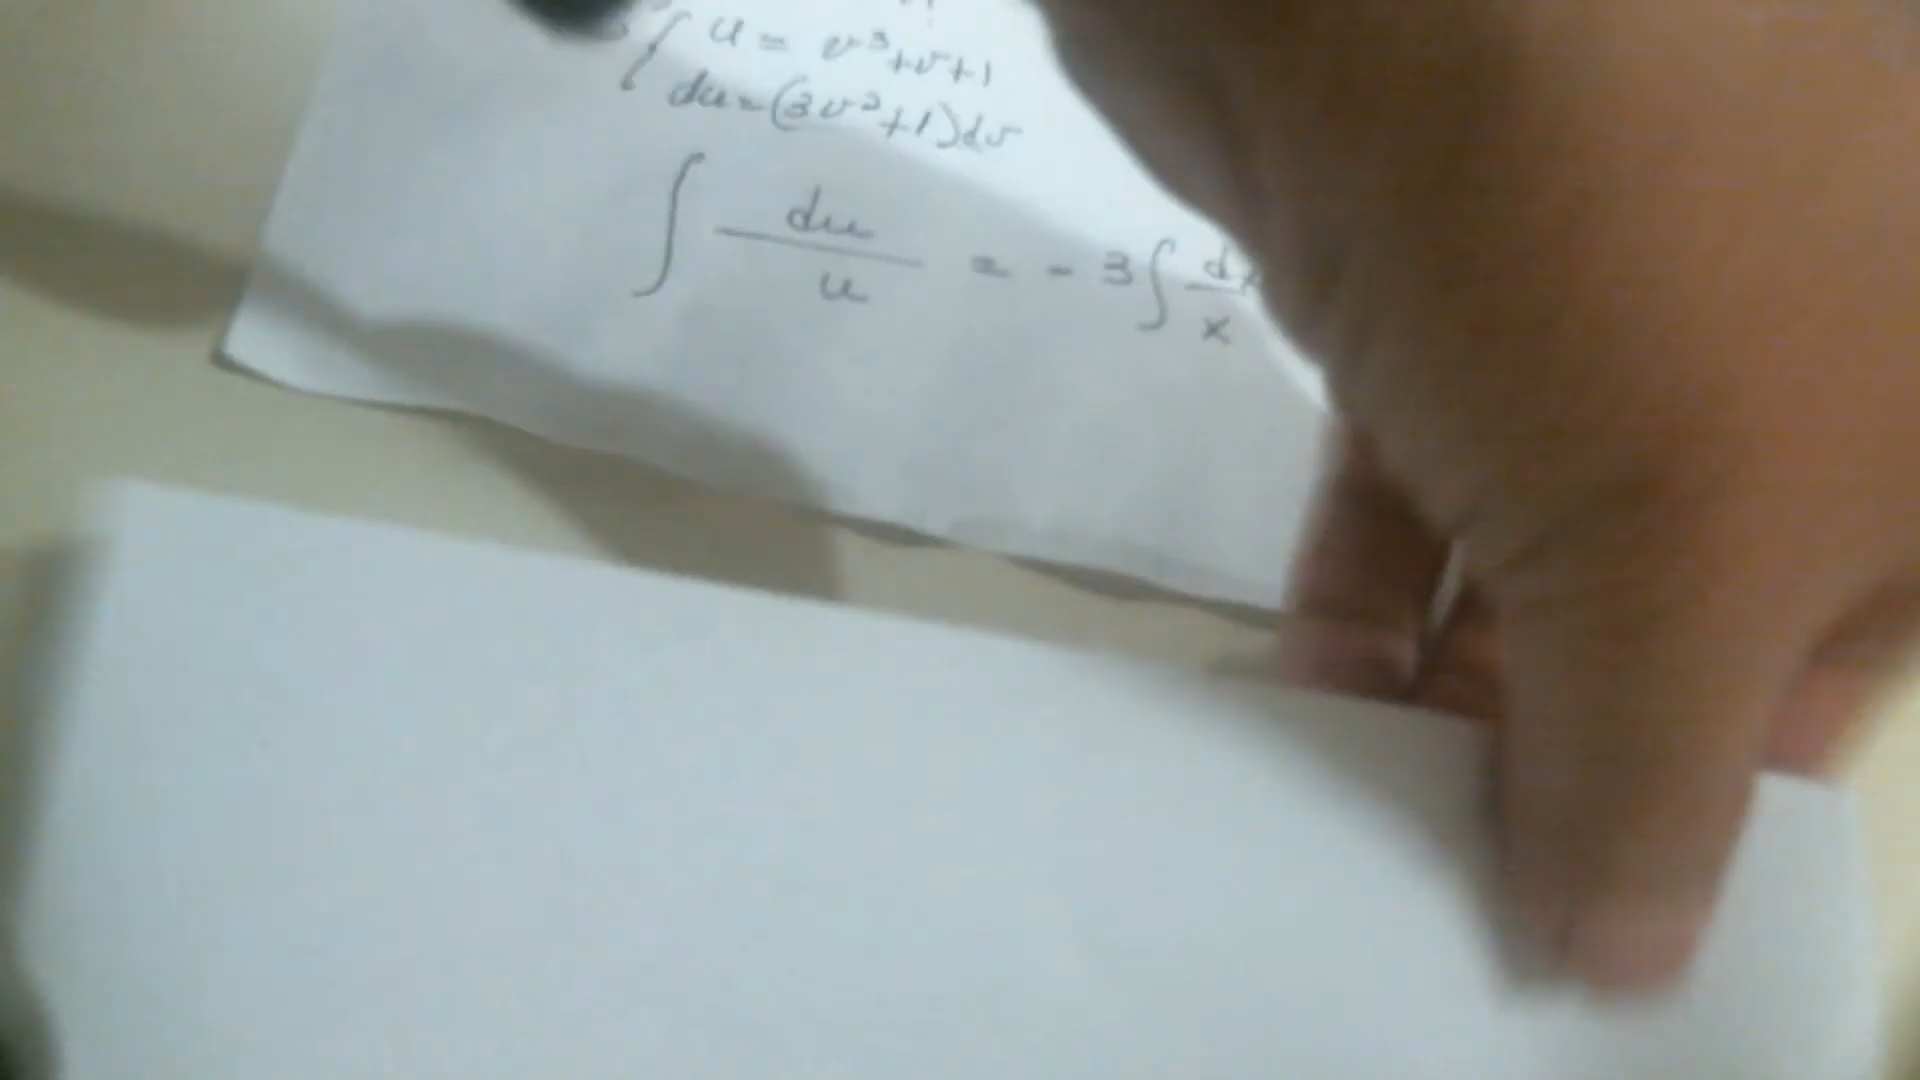 u = v³+v+1
du=(3v²+1)dv
∫ du/u = - 3∫ dx/x